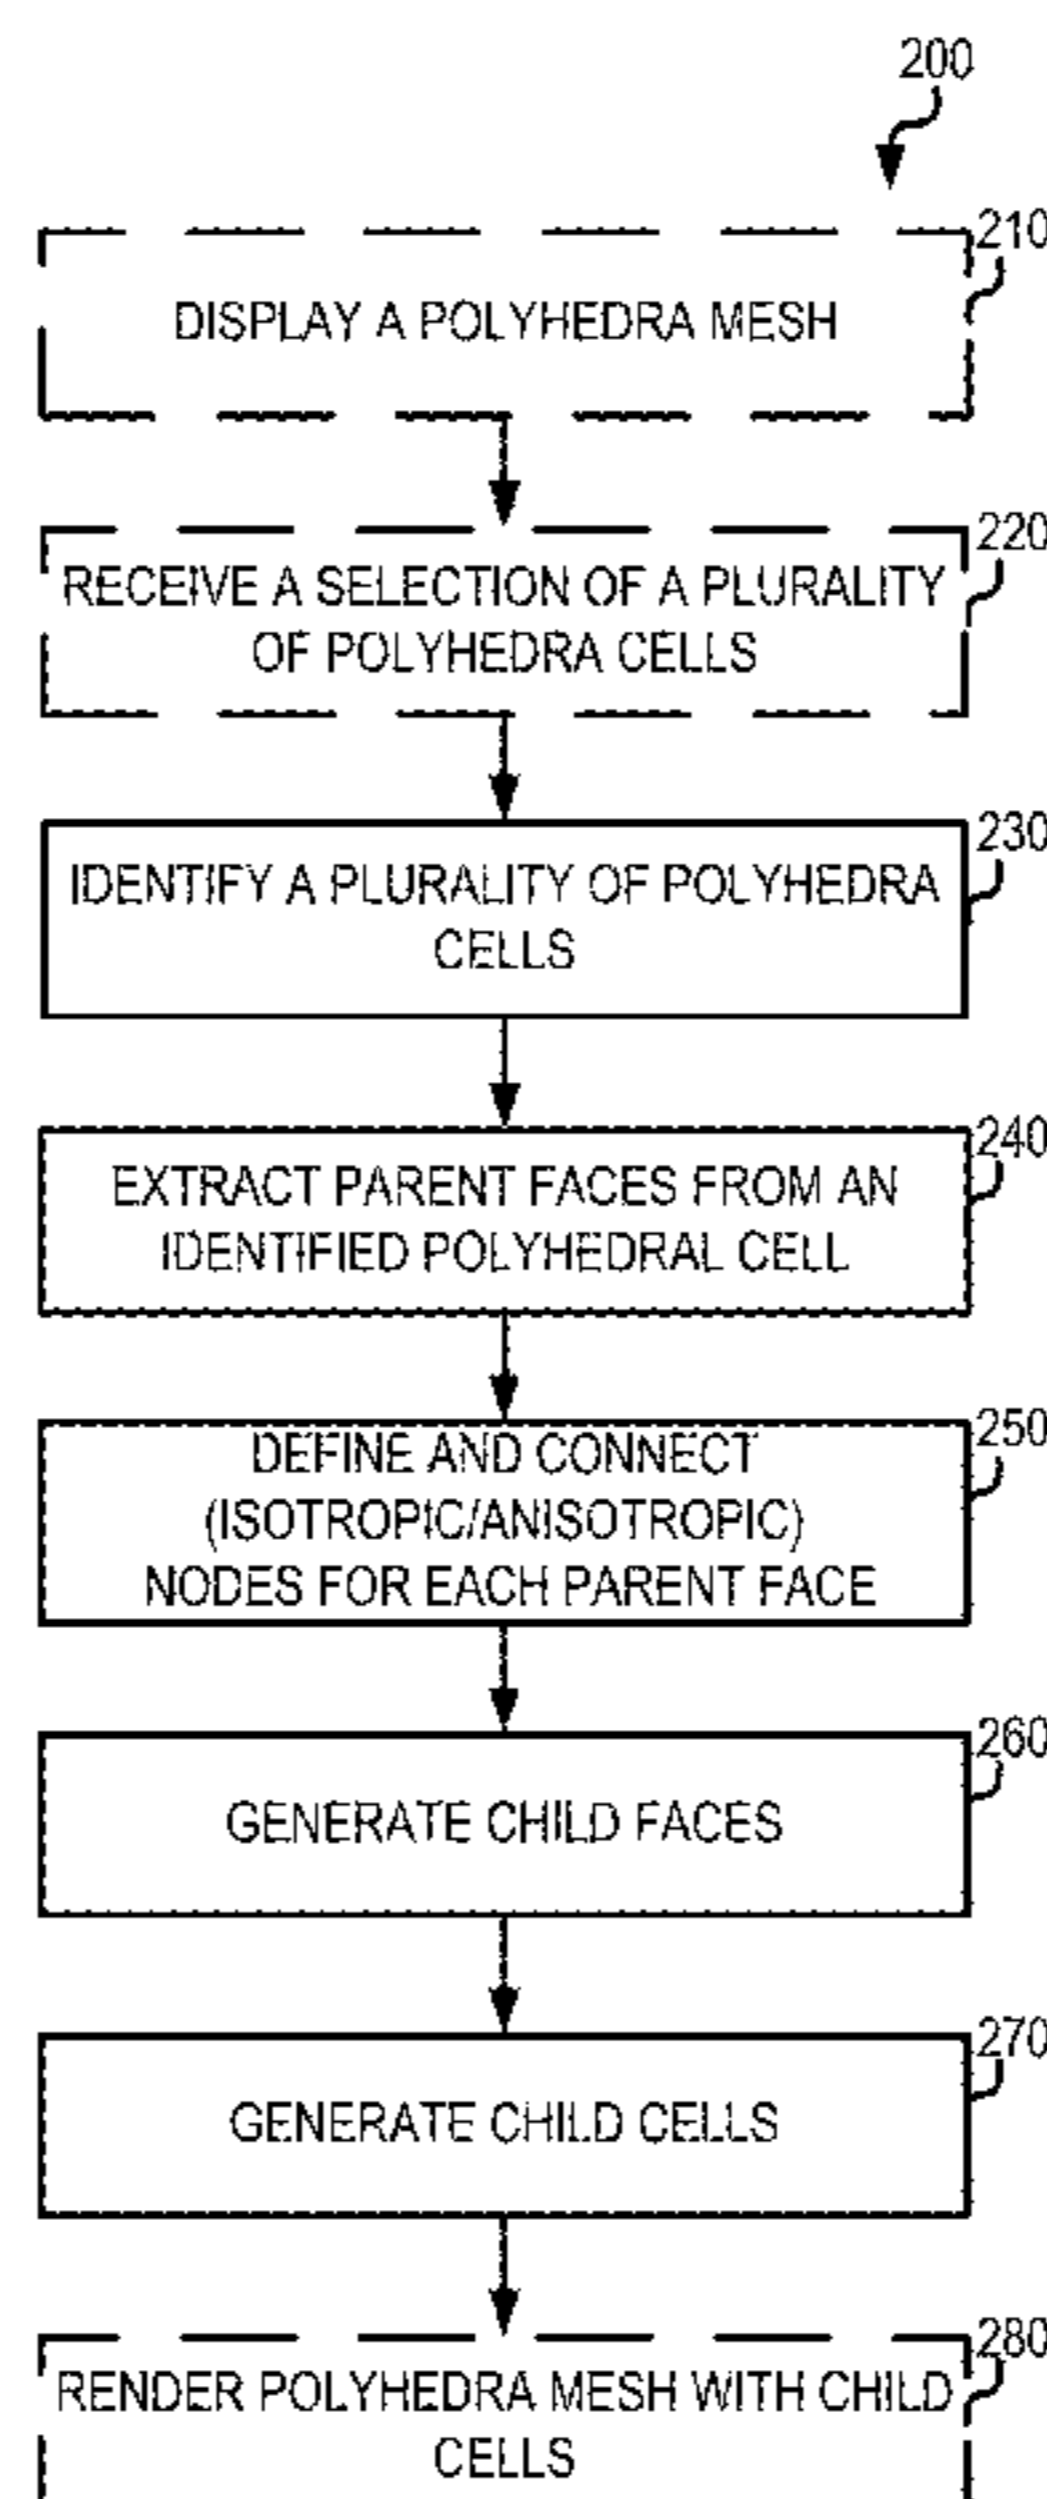 200
210
DISPLAY A POLYHEDRA MESH
220
RECEIVE A SELECTION OF A PLURALITY
OF POLYHEDRA CELLS
230
IDENTIFY A PLURALITY OF POLYHEDRA
CELLS
240
EXTRACT PARENT FACES FROM AN
IDENTIFIED POLYHEDRAL CELL
250
DEFINE AND CONNECT
(ISOTROPIC/ANISOTROPIC)
NODES FOR EACH PARENT FACE
260
GENERATE CHILD FACES
270
GENERATE CHILD CELLS
280
RENDER POLYHEDRA MESH WITH CHILD
CELLS